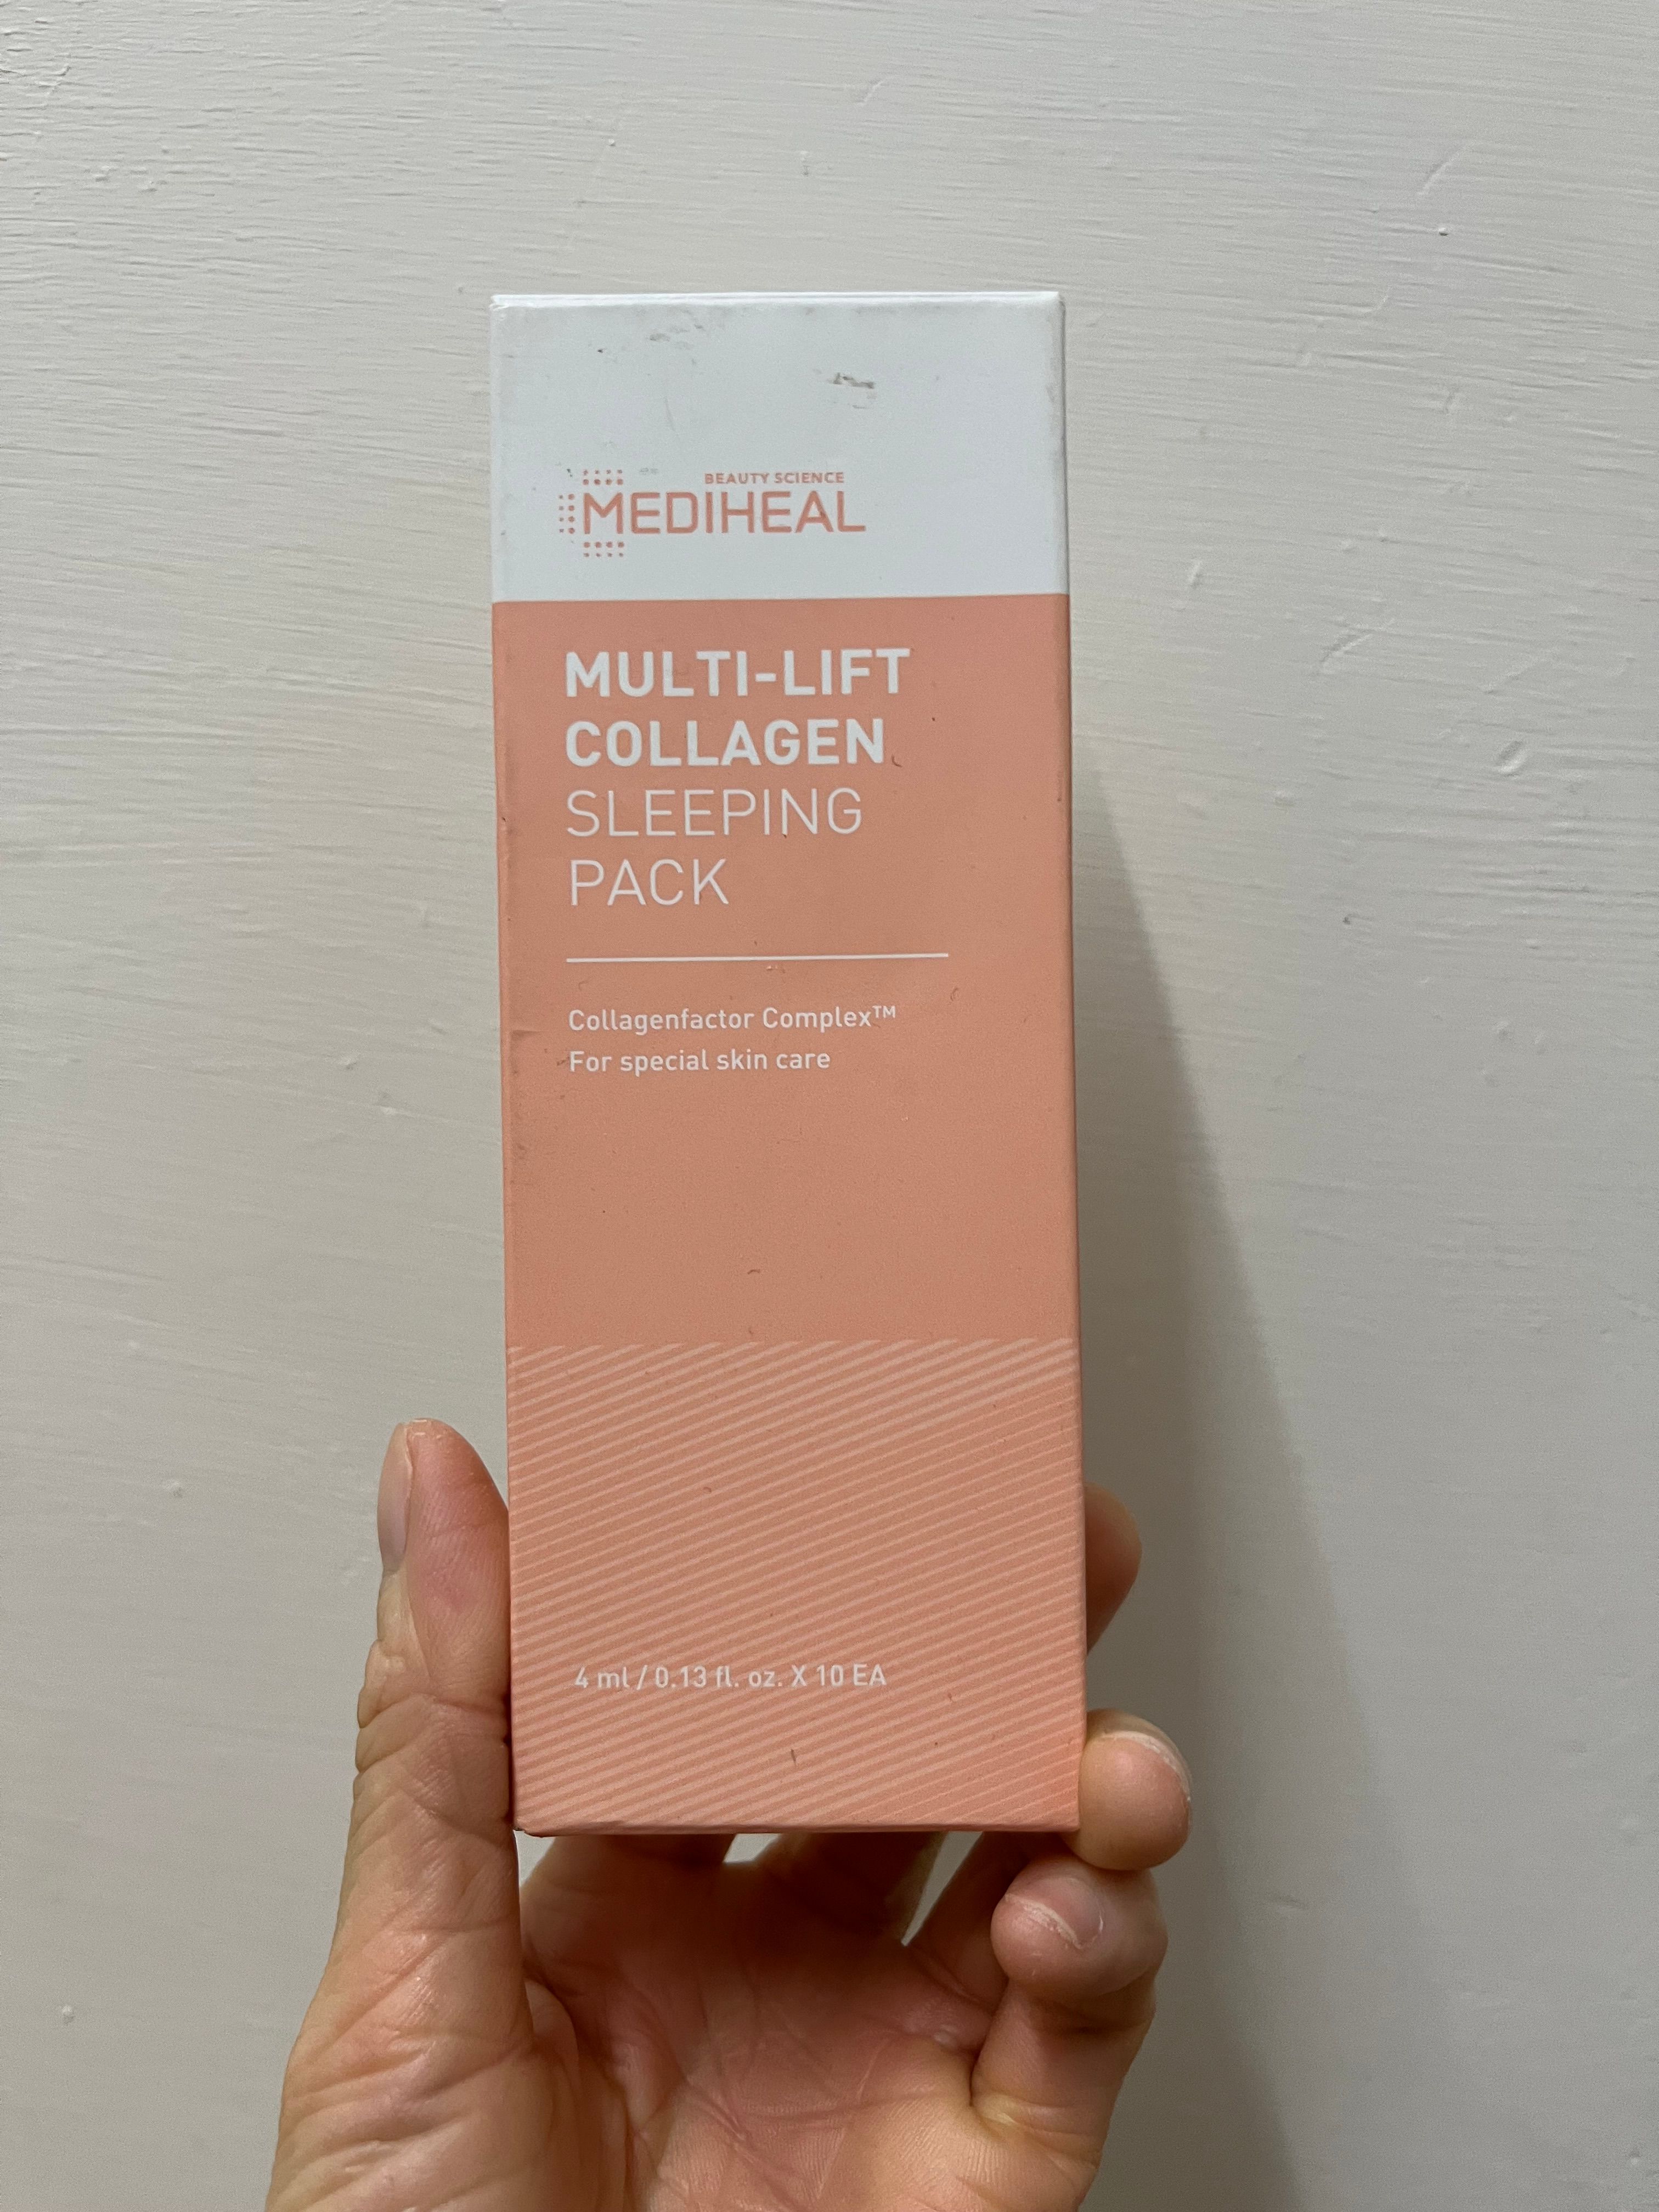 BEAUTY SCIENCE
MEDIHEAL
MULTI-LIFT
COLLAGEN
SLEEPING
PACK
Collagenfactor Complex™
For special skin care
4 ml / 0.13 fl. oz. X 10 EA